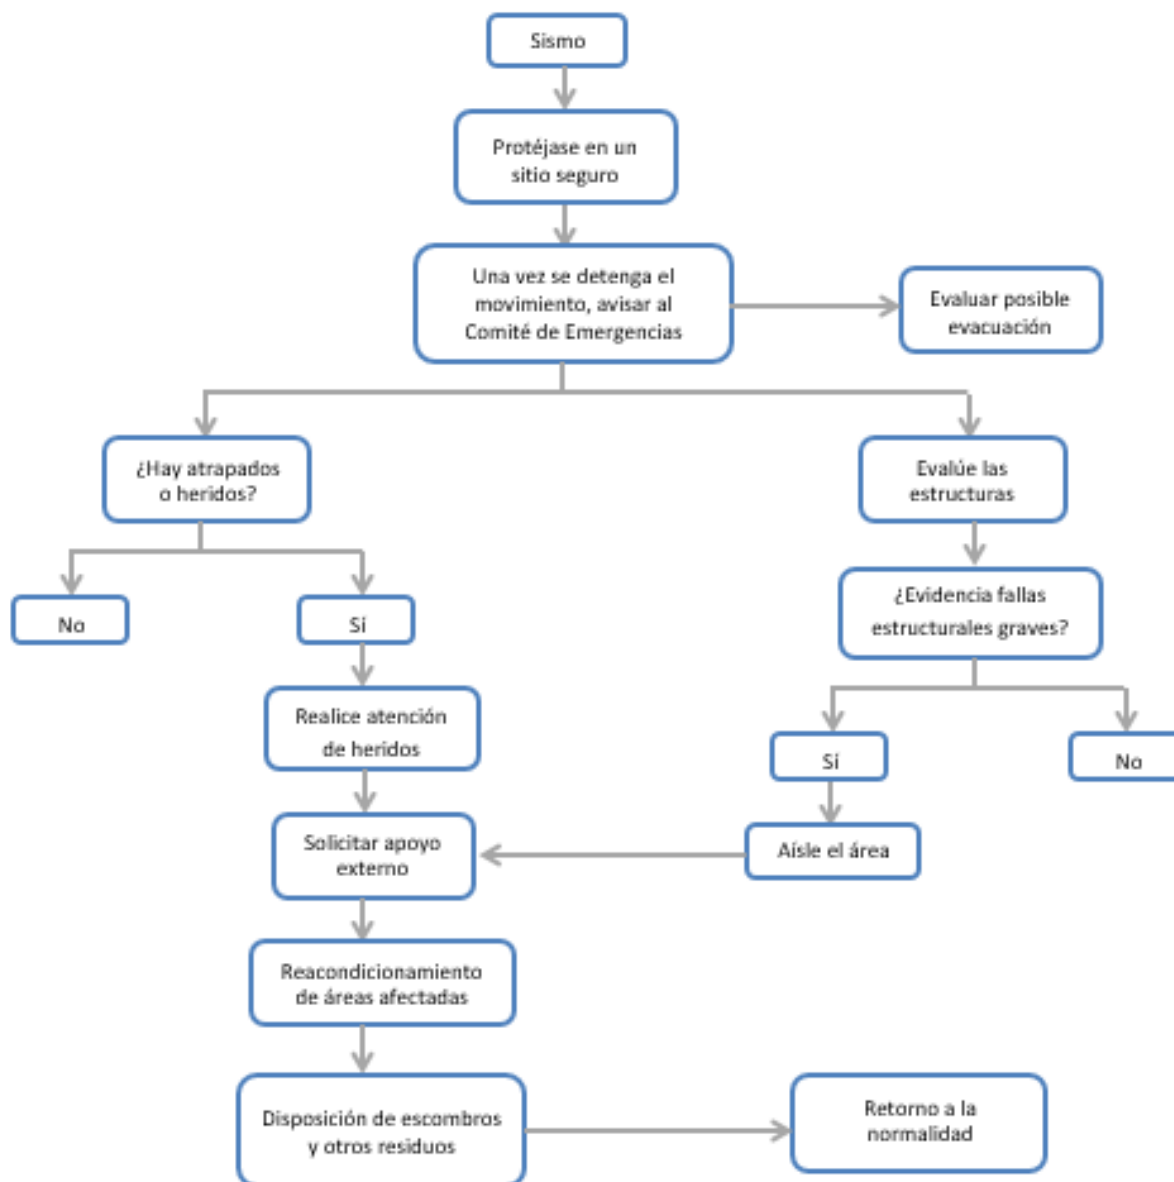 Sismo
Protéjase en un
sitio seguro
Una vez se detenga el
movimiento, avisar al
Comité de Emergencias
Evaluar posible
evacuación
¿Hay atrapados
o heridos?
Evalúe las
estructuras
No
Sí
¿Evidencia fallas
estructurales graves?
Realice atención
de heridos
Sí
No
Solicitar apoyo
externo
Aísle el área
Reacondicionamiento
de áreas afectadas
Disposición de escombros
y otros residuos
Retorno a la
normalidad